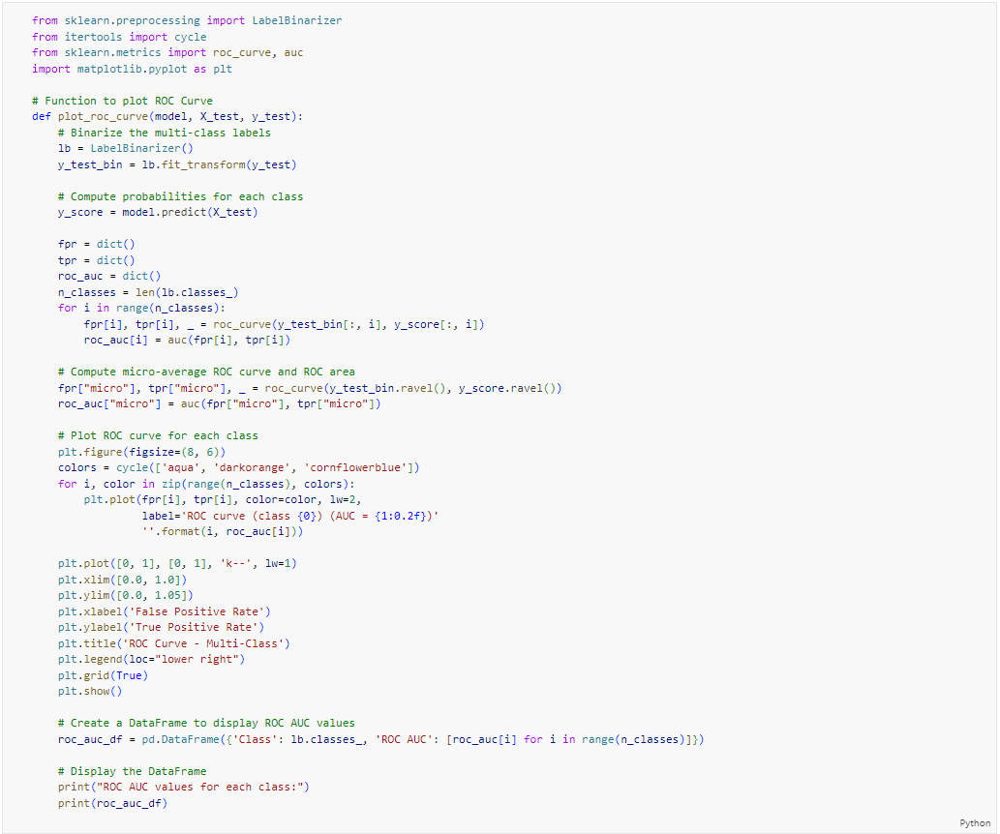 from sklearn.preprocessing import LabelBinarizer
from itertools import cycle
from sklearn.metrics import roc_curve, auc
import matplotlib.pyplot as plt

# Function to plot ROC Curve
def plot_roc_curve(model, X_test, y_test):
    # Binarize the multi-class labels
    lb = LabelBinarizer()
    y_test_bin = lb.fit_transform(y_test)

    # Compute probabilities for each class
    y_score = model.predict(X_test)

    fpr = dict()
    tpr = dict()
    roc_auc = dict()
    n_classes = len(lb.classes_)
    for i in range(n_classes):
        fpr[i], tpr[i], _ = roc_curve(y_test_bin[:, i], y_score[:, i])
        roc_auc[i] = auc(fpr[i], tpr[i])

    # Compute micro-average ROC curve and ROC area
    fpr["micro"], tpr["micro"], _ = roc_curve(y_test_bin.ravel(), y_score.ravel())
    roc_auc["micro"] = auc(fpr["micro"], tpr["micro"])

    # Plot ROC curve for each class
    plt.figure(figsize=(8, 6))
    colors = cycle(['aqua', 'darkorange', 'cornflowerblue'])
    for i, color in zip(range(n_classes), colors):
        plt.plot(fpr[i], tpr[i], color=color, lw=2,
                 label='ROC curve (class {0}) (AUC = {1:0.2f})'
                 ''.format(i, roc_auc[i]))

    plt.plot([0, 1], [0, 1], 'k--', lw=1)
    plt.xlim([0.0, 1.0])
    plt.ylim([0.0, 1.05])
    plt.xlabel('False Positive Rate')
    plt.ylabel('True Positive Rate')
    plt.title('ROC Curve - Multi-Class')
    plt.legend(loc="lower right")
    plt.grid(True)
    plt.show()

    # Create a DataFrame to display ROC AUC values
    roc_auc_df = pd.DataFrame({'Class': lb.classes_, 'ROC AUC': [roc_auc[i] for i in range(n_classes)]})

    # Display the DataFrame
    print("ROC AUC values for each class:")
    print(roc_auc_df)
Python